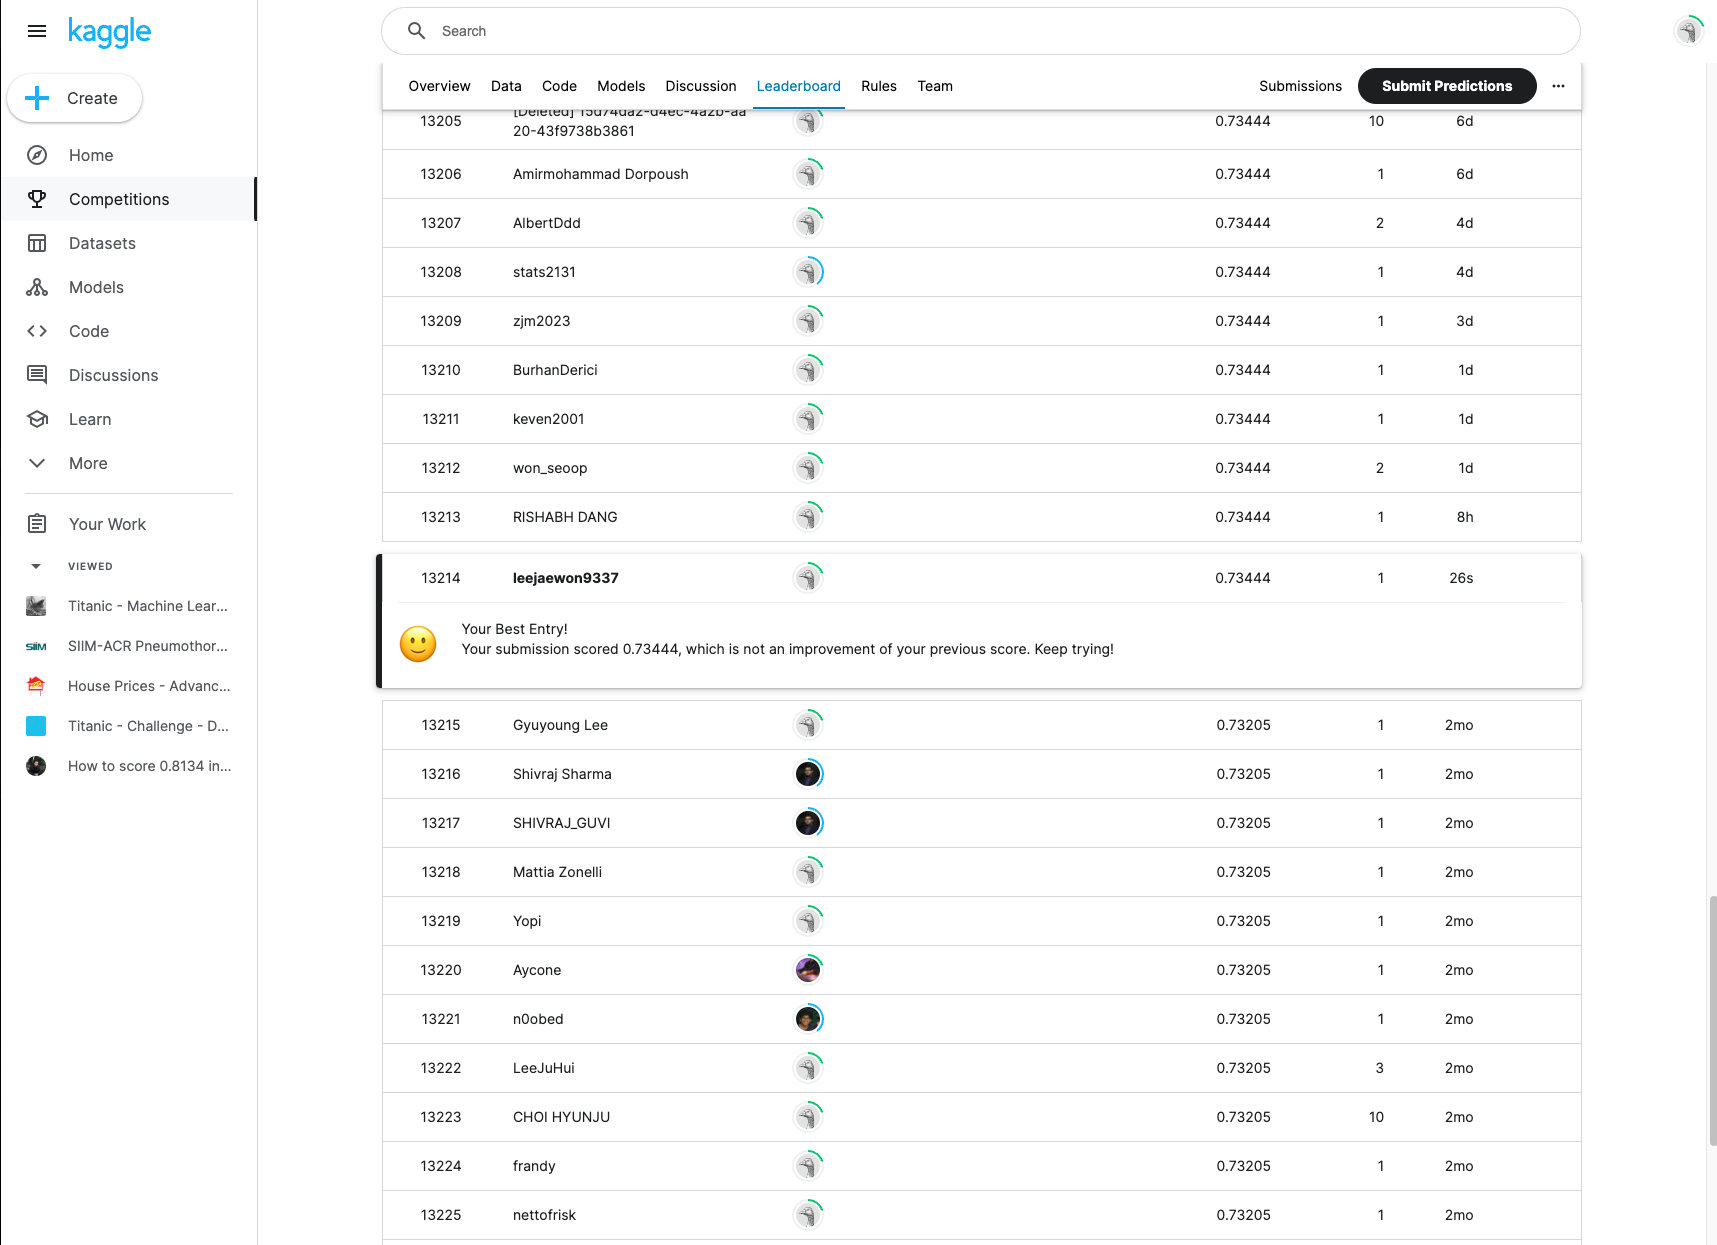 kaggle
Search
Create
Home
Competitions
Datasets
Models
Code
Discussions
Learn
More
Your Work
VIEWED
Titanic - Machine Lear...
SIIM-ACR Pneumothor...
House Prices - Advanc...
Titanic - Challenge - D...
How to score 0.8134 in...
Overview Data Code Models Discussion Leaderboard Rules Team Submissions Submit Predictions
13205 [Deleted] 15d74da2-d4ec-4a2b-aa 0.73444 10 6d
20-43f9738b3861
13206 Amirmohammad Dorpoush 0.73444 1 6d
13207 AlbertDdd 0.73444 2 4d
13208 stats2131 0.73444 1 4d
13209 zjm2023 0.73444 1 3d
13210 BurhanDerici 0.73444 1 1d
13211 keven2001 0.73444 1 1d
13212 won_seoop 0.73444 2 1d
13213 RISHABH DANG 0.73444 1 8h
13214 leejaewon9337 0.73444 1 26s
Your Best Entry!
Your submission scored 0.73444, which is not an improvement of your previous score. Keep trying!
13215 Gyuyoung Lee 0.73205 1 2mo
13216 Shivraj Sharma 0.73205 1 2mo
13217 SHIVRAJ_GUVI 0.73205 1 2mo
13218 Mattia Zonelli 0.73205 1 2mo
13219 Yopi 0.73205 1 2mo
13220 Aycone 0.73205 1 2mo
13221 n0obed 0.73205 1 2mo
13222 LeeJuHui 0.73205 3 2mo
13223 CHOI HYUNJU 0.73205 10 2mo
13224 frandy 0.73205 1 2mo
13225 nettofrisk 0.73205 1 2mo